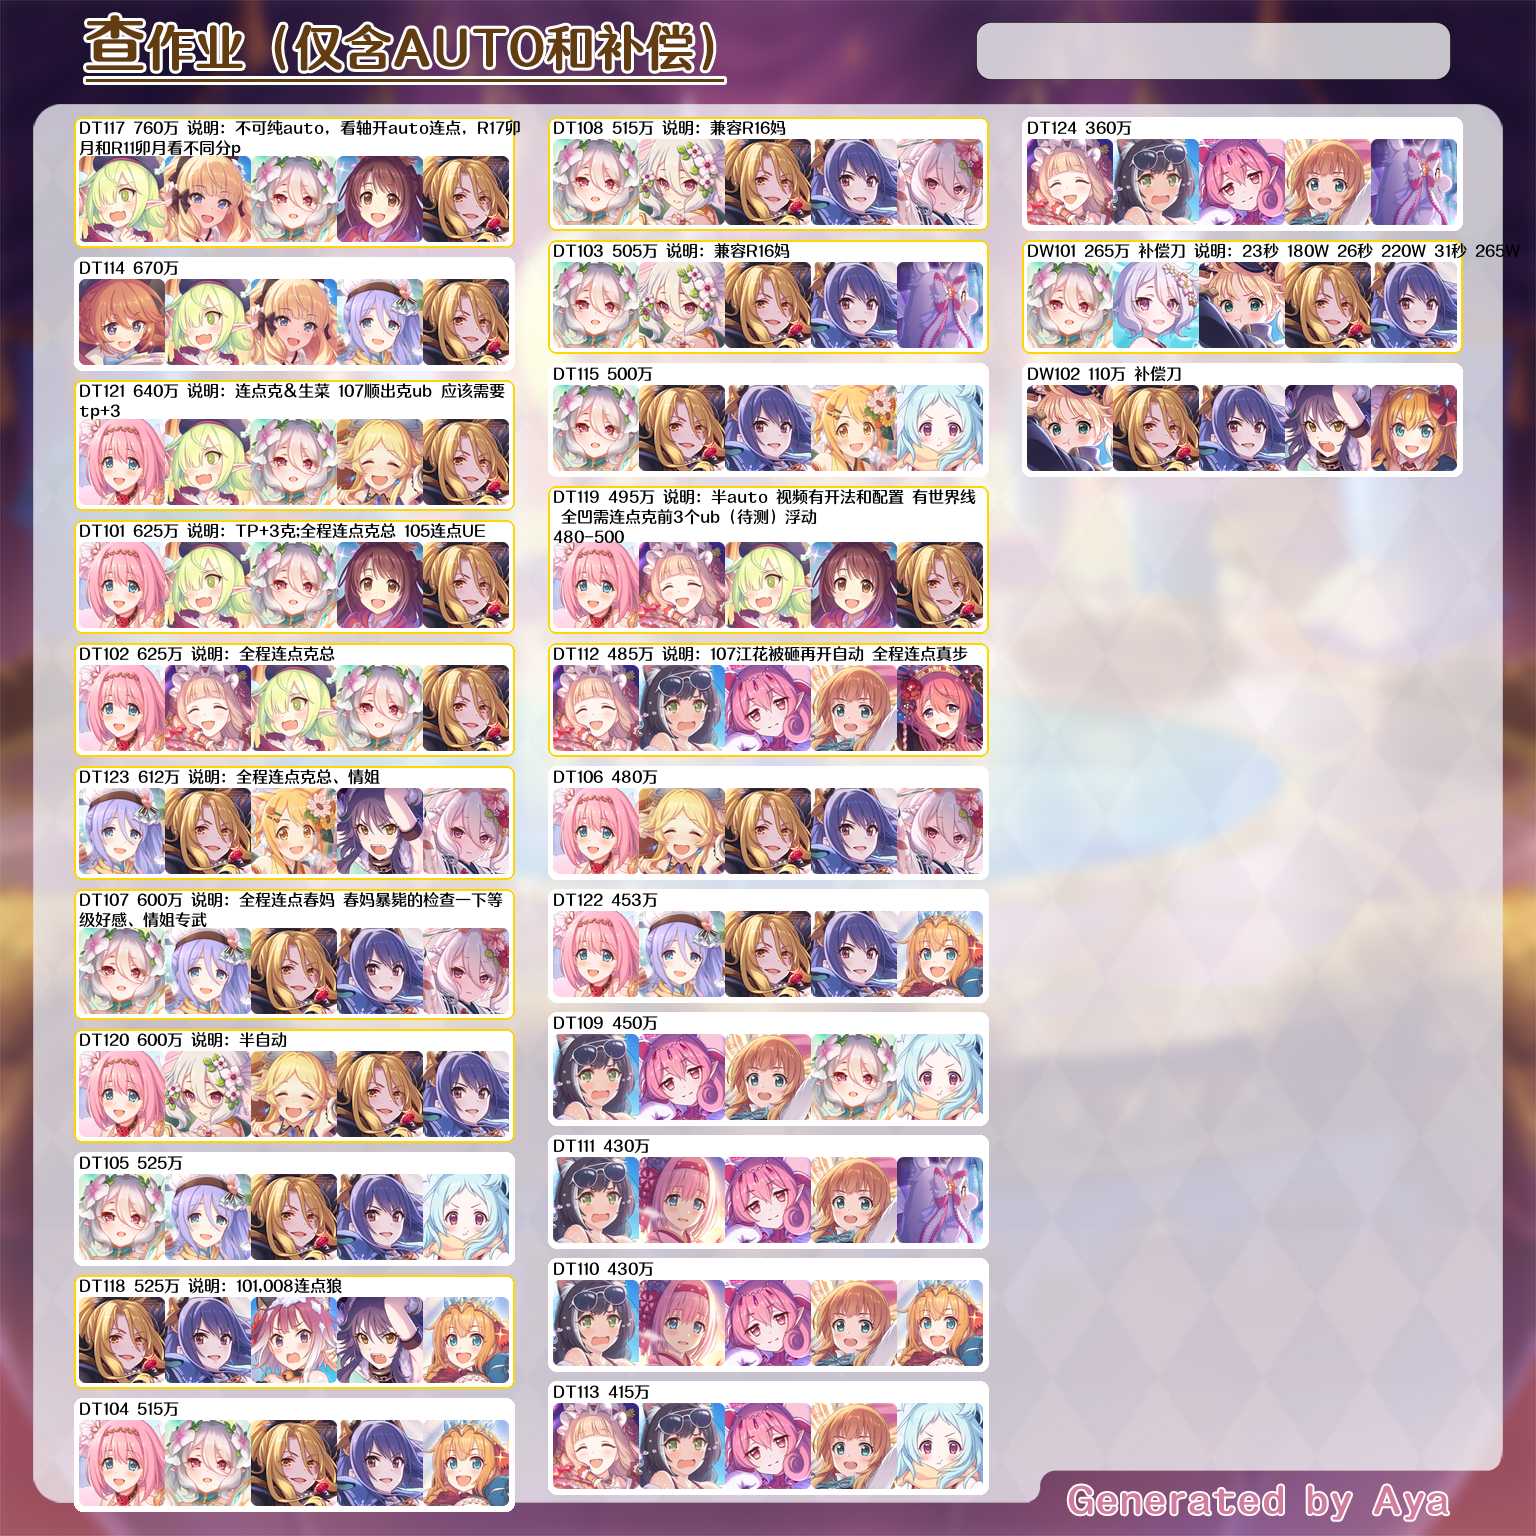 查作业（仅含AUTO和补偿）
DT117 760万 说明：不可纯auto，看轴开auto连点，R17卯
月和R11卯月看不同分p
DT114 670万
DT121 640万 说明：连点克&生菜 107顺出克ub 应该需要
tp+3
DT101 625万 说明：TP+3克;全程连点克总 105连点UE
DT102 625万 说明：全程连点克总
DT123 612万 说明：全程连点克总、情姐
DT107 600万 说明：全程连点春妈 春妈暴毙的检查一下等
级好感、情姐专武
DT120 600万 说明：半自动
DT105 525万
DT118 525万 说明：101,008连点狼
DT104 515万
DT108 515万 说明：兼容R16妈
DT103 505万 说明：兼容R16妈
DT115 500万
DT119 495万 说明：半auto 视频有开法和配置 有世界线
全凹需连点克前3个ub（待测）浮动
480-500
DT112 485万 说明：107江花被砸再开自动 全程连点真步
DT106 480万
DT122 453万
DT109 450万
DT111 430万
DT110 430万
DT113 415万
DT124 360万
DW101 265万 补偿刀 说明：23秒 180W 26秒 220W 31秒 265W
DW102 110万 补偿刀
Generated by Aya